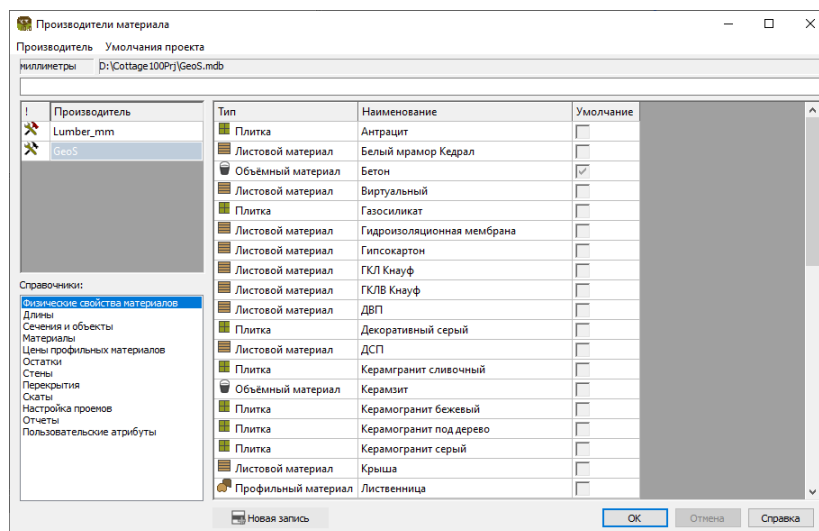 Производители материала
Производитель Умолчания проекта
миллиметры D:\Cottage100Prj\GeoS.mdb
! Производитель
Lumber_mm
GeoS
Справочники:
Физические свойства материалов
Длины
Сечения и объекты
Материалы
Цены профильных материалов
Остатки
Стены
Перекрытия
Скаты
Настройка проемов
Отчеты
Пользовательские атрибуты
Тип Наименование Умолчание
Плитка Антрацит
Листовой материал Белый мрамор Кедрал
Объёмный материал Бетон
Листовой материал Виртуальный
Плитка Газосиликат
Листовой материал Гидроизоляционная мембрана
Листовой материал Гипсокартон
Листовой материал ГКЛ Кнауф
Листовой материал ГКЛВ Кнауф
Листовой материал ДВП
Плитка Декоративный серый
Листовой материал ДСП
Плитка Керамгранит сливочный
Объёмный материал Керамзит
Плитка Керамогранит бежевый
Плитка Керамогранит под дерево
Плитка Керамогранит серый
Листовой материал Крыша
Профильный материал Лиственница
Новая запись
OK Отмена Справка